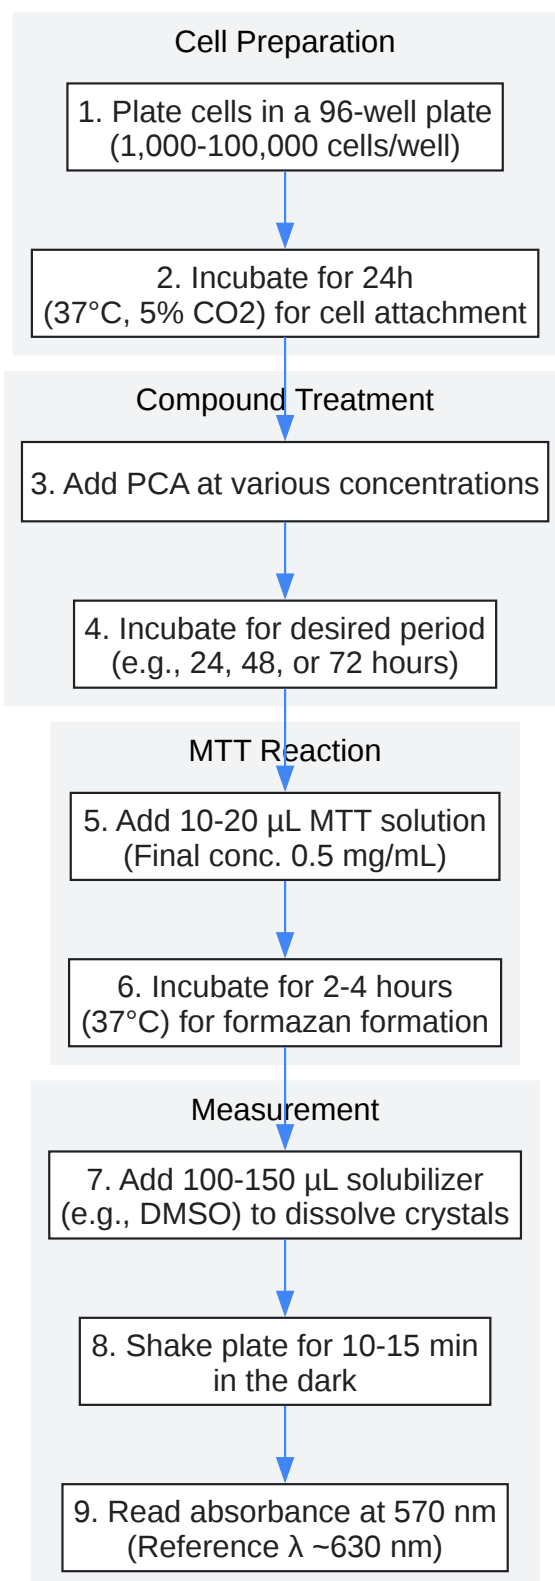 Cell Preparation
1. Plate cells in a 96-well plate
(1,000-100,000 cells/well)
2. Incubate for 24h
(37°C, 5% CO2) for cell attachment
Compound Treatment
3. Add PCA at various concentrations
4. Incubate for desired period
(e.g., 24, 48, or 72 hours)
MTT Reaction
5. Add 10-20 µL MTT solution
(Final conc. 0.5 mg/mL)
6. Incubate for 2-4 hours
(37°C) for formazan formation
Measurement
7. Add 100-150 µL solubilizer
(e.g., DMSO) to dissolve crystals
8. Shake plate for 10-15 min
in the dark
9. Read absorbance at 570 nm
(Reference λ ~630 nm)